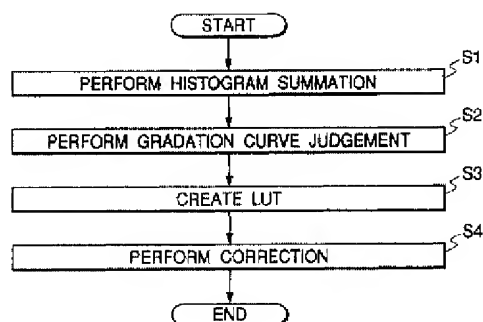 START
S1
PERFORM HISTOGRAM SUMMATION
S2
PERFORM GRADATION CURVE JUDGEMENT
S3
CREATE LUT
S4
PERFORM CORRECTION
END